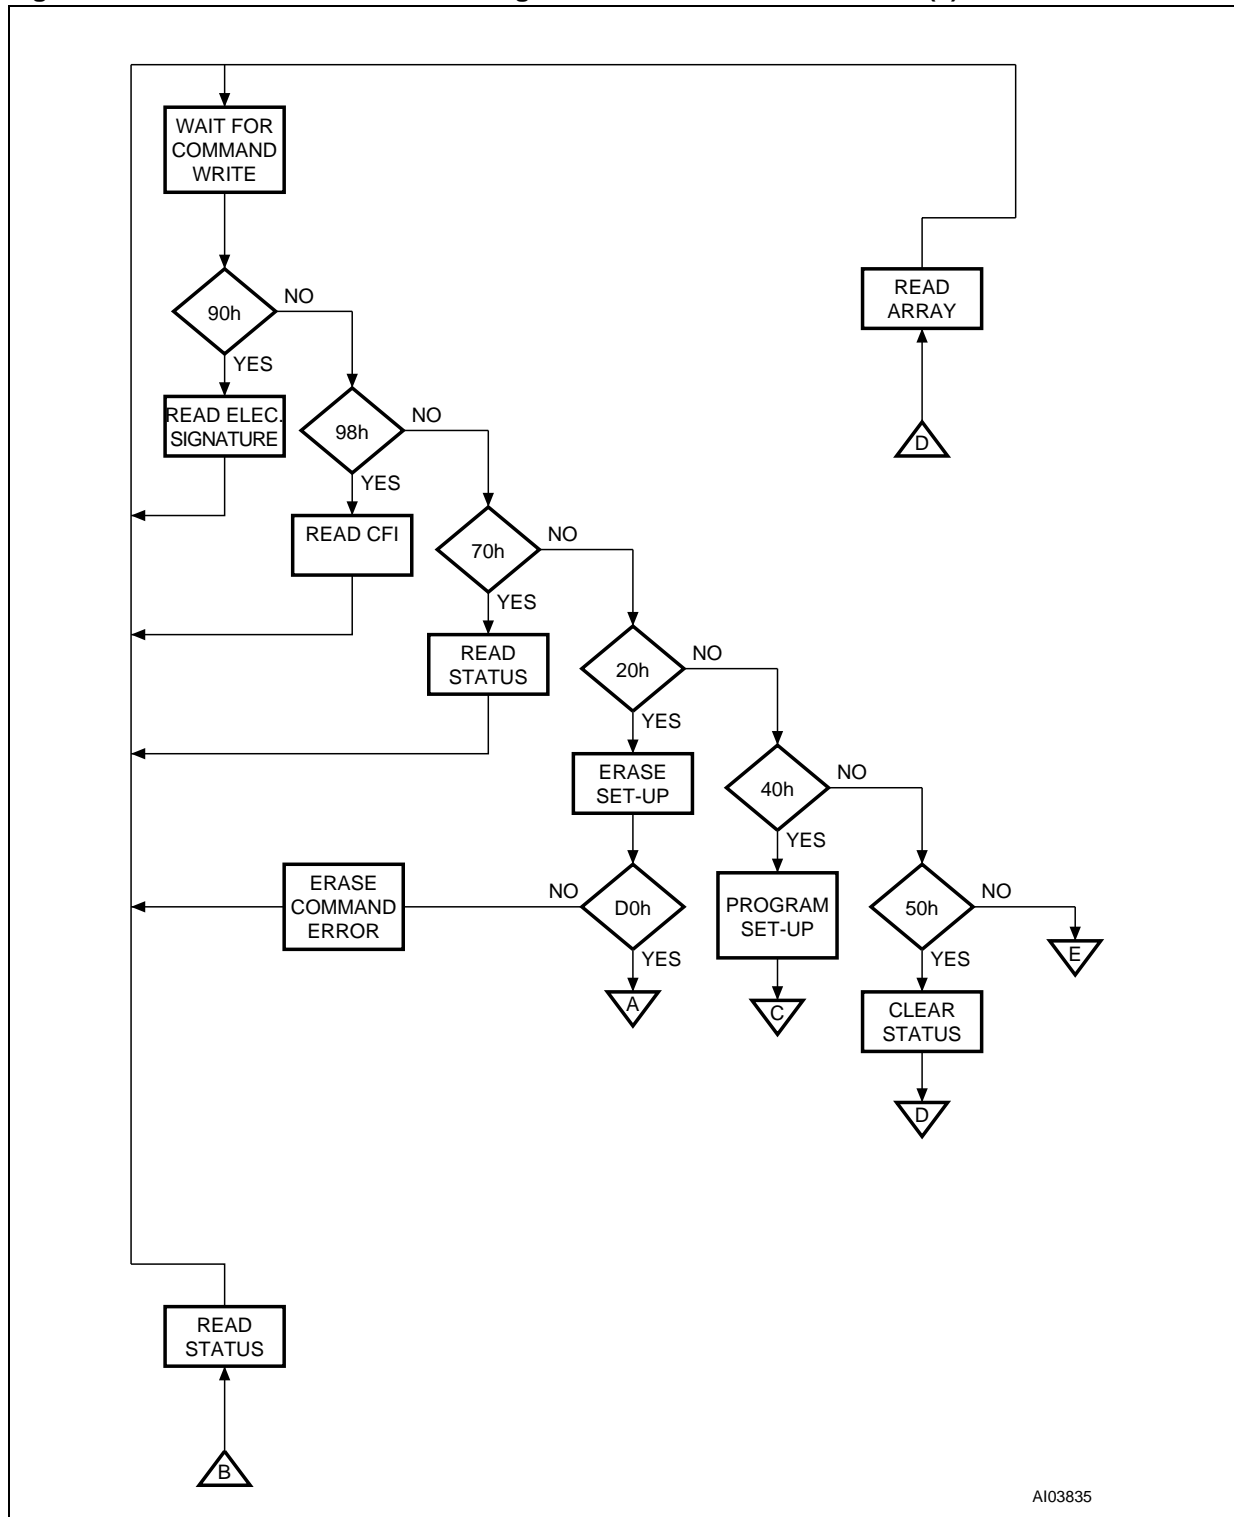 WAIT FOR
COMMAND
WRITE
90h
NO
YES
READ
ARRAY
READ ELEC.
SIGNATURE
98h
NO
YES
D
READ CFI
70h
NO
YES
READ
STATUS
20h
NO
YES
ERASE
SET-UP
40h
NO
YES
ERASE
COMMAND
ERROR
NO
D0h
YES
PROGRAM
SET-UP
50h
NO
YES
E
A
C
CLEAR
STATUS
D
READ
STATUS
B
AI03835